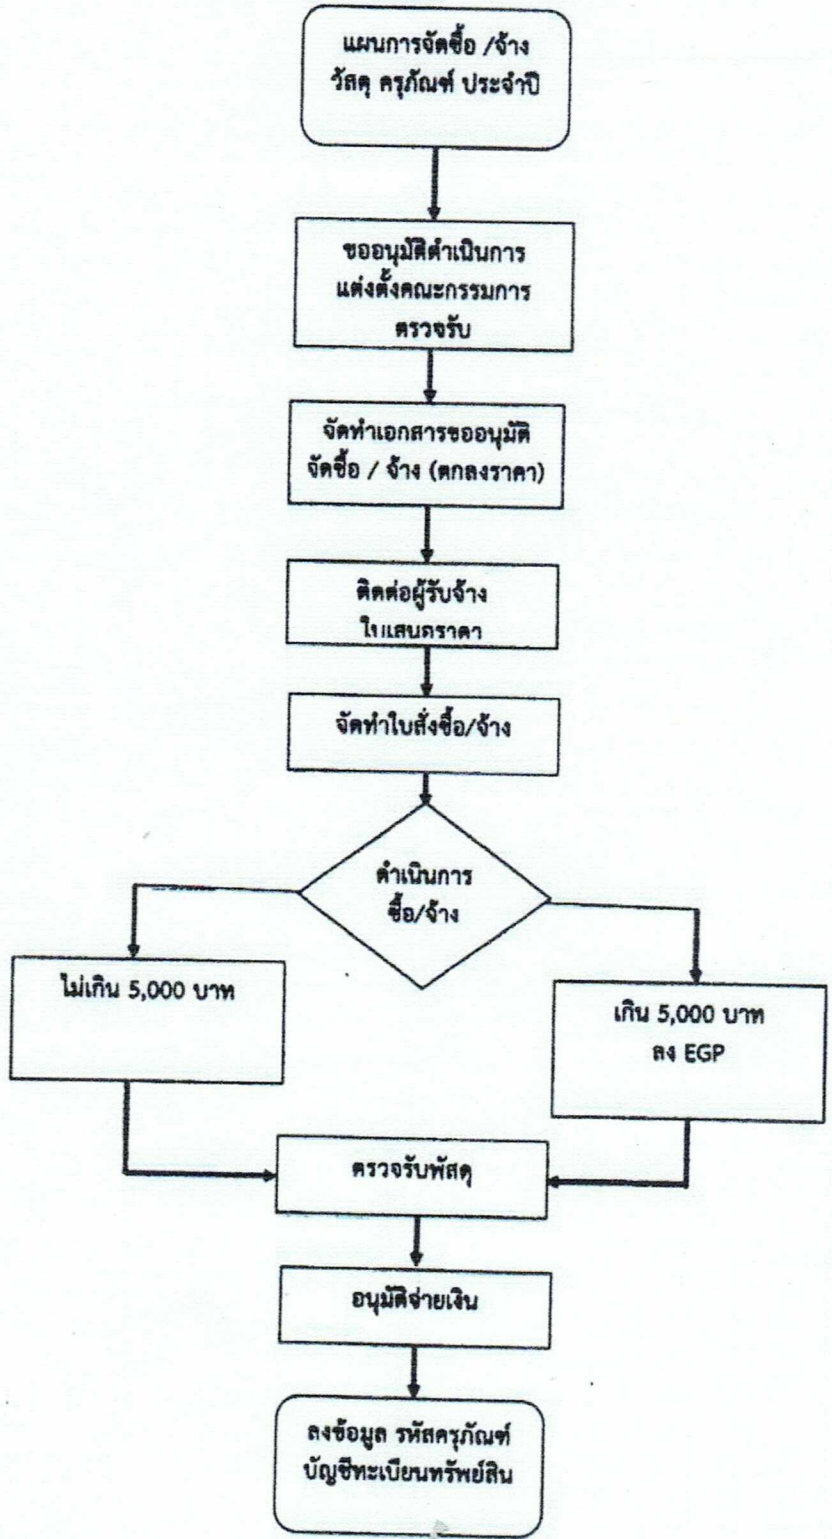 แผนการจัดซื้อ /จ้าง
วัสดุ ครุภัณฑ์ ประจำปี
ขออนุมัติดำเนินการ
แต่งตั้งคณะกรรมการ
ตรวจรับ
จัดทำเอกสารขออนุมัติ
จัดซื้อ / จ้าง (ตกลงราคา)
ติดต่อผู้รับจ้าง
ใบเสนอราคา
จัดทำใบสั่งซื้อ/จ้าง
ดำเนินการ
ซื้อ/จ้าง
ไม่เกิน 5,000 บาท
เกิน 5,000 บาท
ลง EGP
ตรวจรับพัสดุ
อนุมัติจ่ายเงิน
ลงข้อมูล รหัสครุภัณฑ์
บัญชีทะเบียนทรัพย์สิน